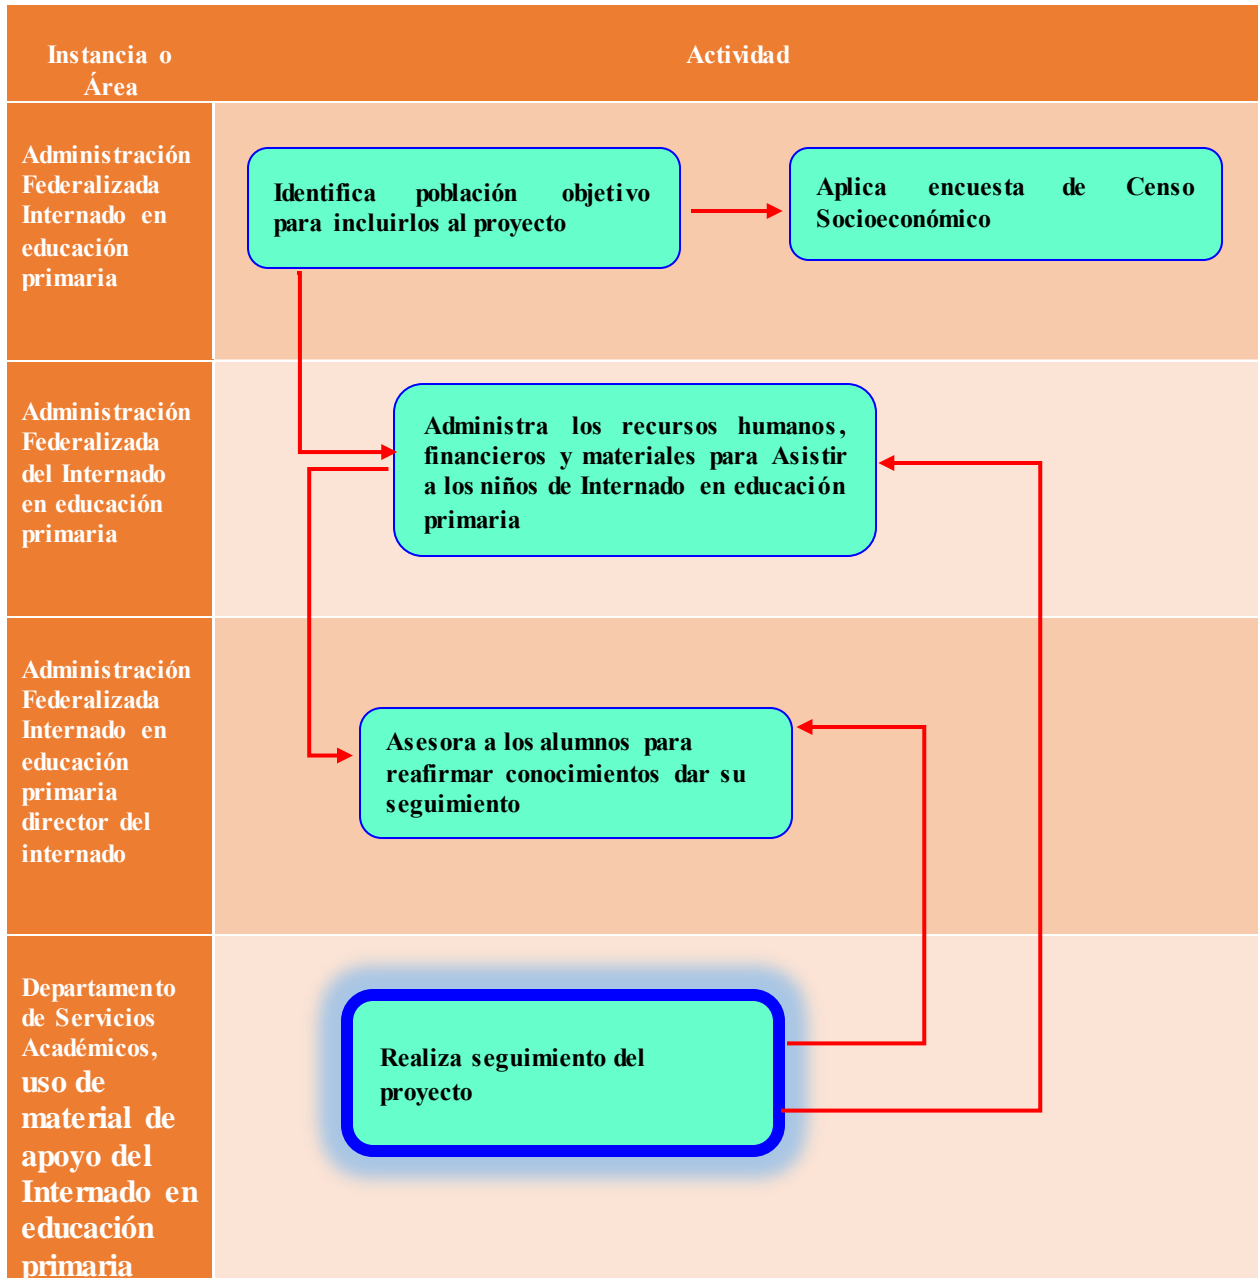 Instancia o
Área
Actividad
Administración
Federalizada
Internado en
educación
primaria
Identifica población objetivo
para incluirlos al proyecto
Aplica encuesta de Censo
Socioeconómico
Administración
Federalizada
del Internado
en educación
primaria
Administra los recursos humanos,
financieros y materiales para Asistir
a los niños de Internado en educación
primaria
Administración
Federalizada
Internado en
educación
primaria
director del
internado
Asesora a los alumnos para
reafirmar conocimientos dar su
seguimiento
Departamento
de Servicios
Académicos,
uso de
material de
apoyo del
Internado en
educación
primaria
Realiza seguimiento del
proyecto